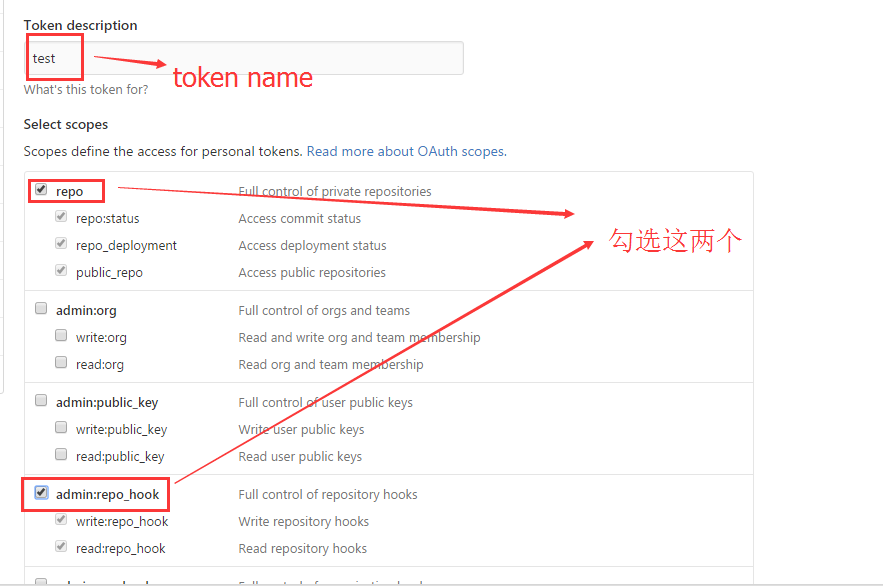 Token description
test
token name
What's this token for?
Select scopes
Scopes define the access for personal tokens. Read more about OAuth scopes.
repo Full control of private repositories
repo:status Access commit status
repo_deployment Access deployment status
勾选这两个
public_repo Access public repositories
admin:org Full control of orgs and teams
write:org Read and write org and team membership
read:org Read org and team membership
admin:public_key Full control of user public keys
write:public_key Write user public keys
read:public_key Read user public keys
admin:repo_hook Full control of repository hooks
write:repo_hook Write repository hooks
read:repo_hook Read repository hooks